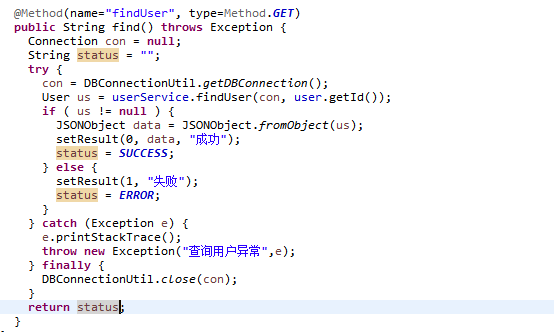 @Method(name="findUser", type=Method.GET)
public String find() throws Exception {
Connection con = null;
String status = "";
try {
con = DBConnectionUtil.getDBConnection();
User us = userService.findUser(con, user.getId());
if ( us != null ) {
JSONObject data = JSONObject.fromObject(us);
setResult(0, data, "成功");
status = SUCCESS;
} else {
setResult(1, "失败");
status = ERROR;
}
} catch (Exception e) {
e.printStackTrace();
throw new Exception("查询用户异常",e);
} finally {
DBConnectionUtil.close(con);
}
return status;
}